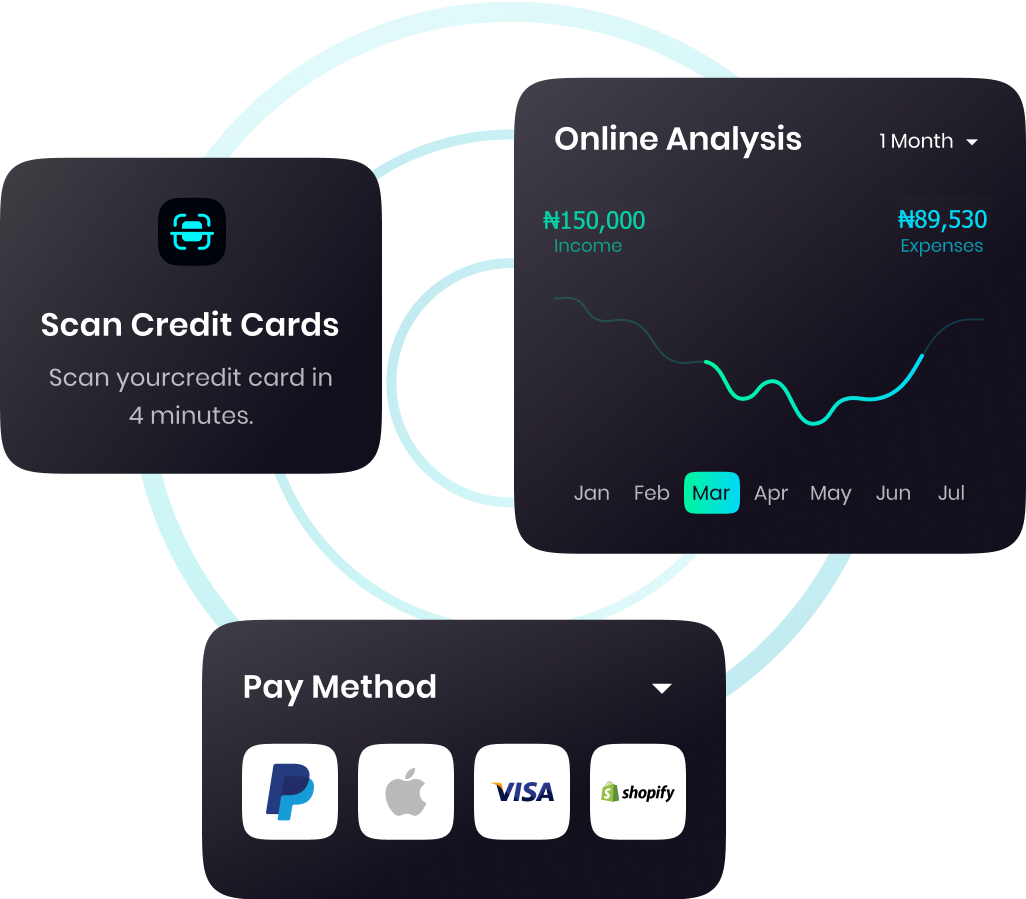 Online Analysis
1 Month
₦150,000
₦89,530
Income
Expenses
Jan Feb Mar Apr May Jun Jul
Scan Credit Cards
Scan yourcredit card in
4 minutes.
Pay Method
VISA
shopify